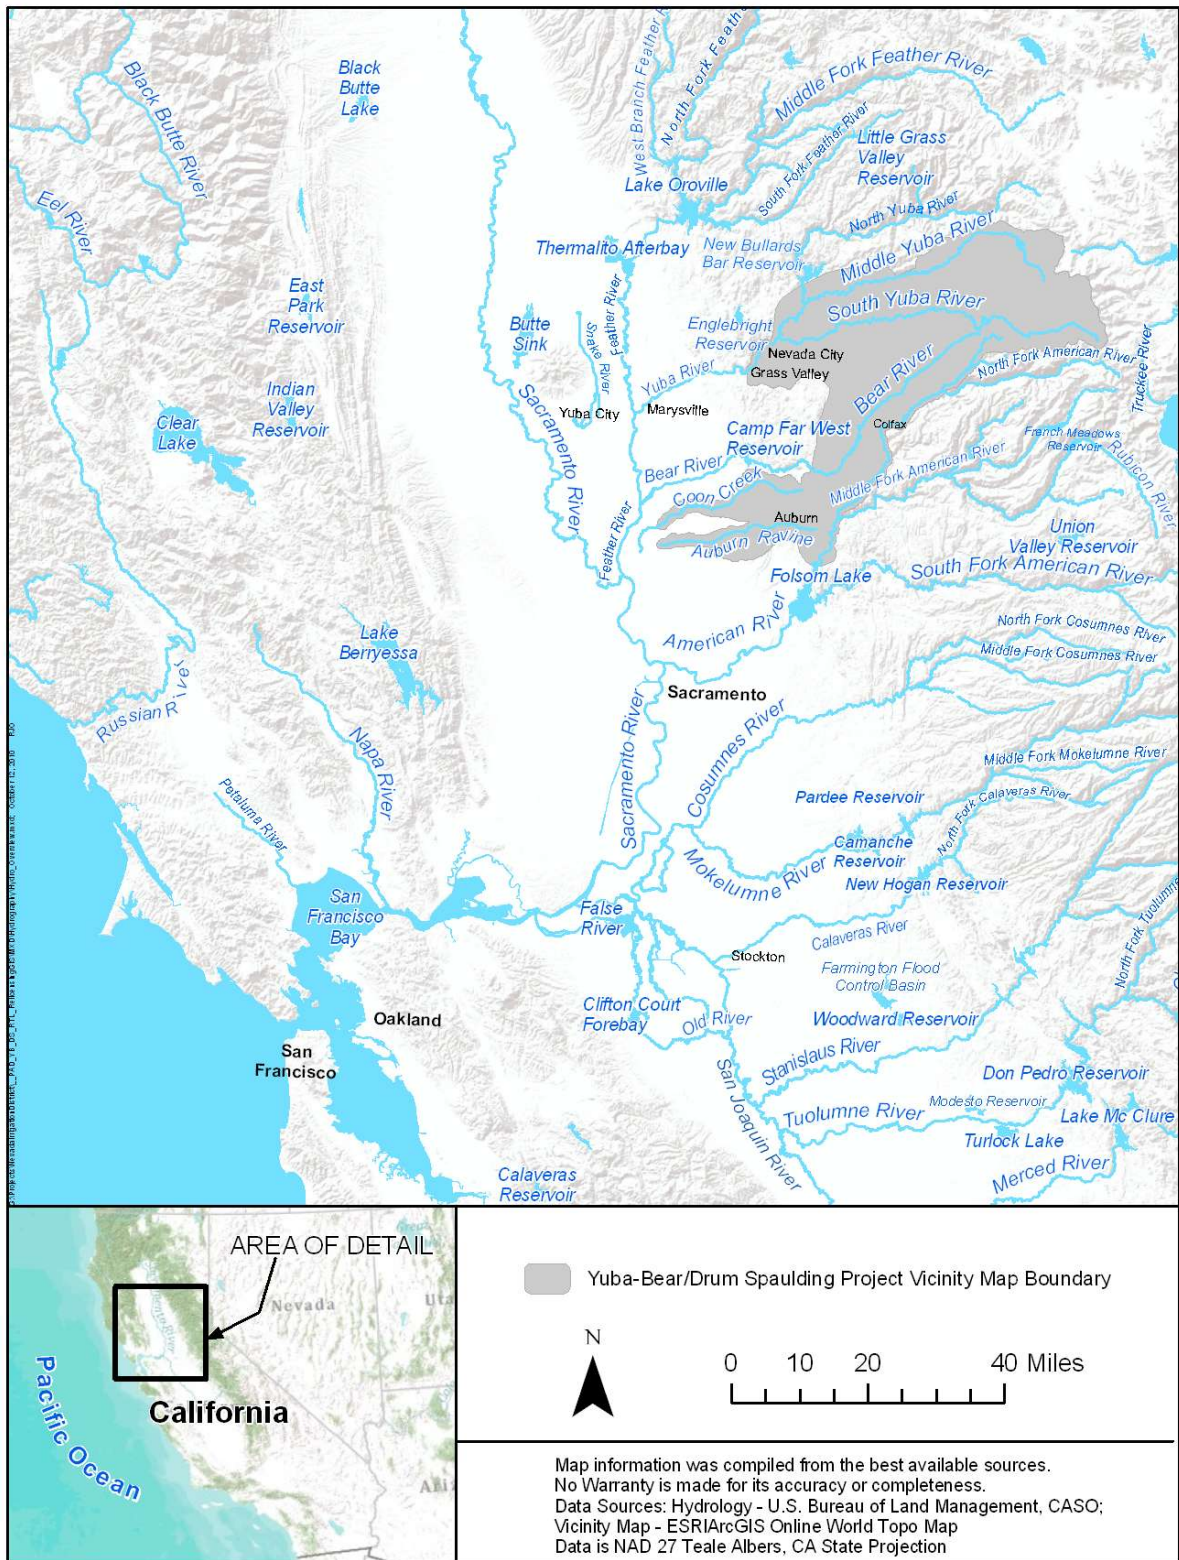 Black Butte River
Black
Butte
Lake
West Branch Feather R
North Fork Feathe
Middle Fork Feather River
South Fork Feather River
Little Grass
Valley
Reservoir
Eel River
Lake Oroville
North Yuba River
Thermalito Afterbay
New Bullards
Bar Reservoir
Middle Yuba River
East
Park
Reservoir
Butte
Sink
Snake River
Feather River
Englebright
Reservoir
South Yuba River
Nevada City
Grass Valley
Bear River
North Fork American River
Truckee River
Yuba River
Clear
Lake
Indian
Valley
Reservoir
Sacramento River
Yuba City
Marysville
Camp Far West
Reservoir
Colfax
French Meadows
Reservoir
Rubicon River
Bear River
Coon Creek
Middle Fork American River
Auburn
Auburn Ravine
Union
Valley Reservoir
Feather River
Folsom Lake
South Fork American River
American River
North Fork Cosumnes River
Middle Fork Cosumnes River
Lake
Berryessa
Sacramento
Russian River
Napa River
Sacramento River
Cosumnes River
Middle Fork Mokelumne River
Petaluma River
Pardee Reservoir
North Fork Calaveras River
Camanche
Reservoir
Mokelumne River
New Hogan Reservoir
San
Francisco
Bay
False
River
Calaveras River
North Fork Tuolumne
Stockton
Farmington Flood
Control Basin
Clifton Court
Forebay
Old River
Woodward Reservoir
Oakland
San
Francisco
San Joaquin River
Stanislaus River
Don Pedro Reservoir
Modesto Reservoir
Tuolumne River
Lake Mc Clure
Turlock Lake
Calaveras
Reservoir
Merced River
AREA OF DETAIL
Nevada
Uta
Sacramento River
Pacific Ocean
California
Ari
Yuba-Bear/Drum Spaulding Project Vicinity Map Boundary
N
0 10 20 40 Miles
Map information was compiled from the best available sources.
No Warranty is made for its accuracy or completeness.
Data Sources: Hydrology - U.S. Bureau of Land Management, CASO;
Vicinity Map - ESRIArcGIS Online World Topo Map
Data is NAD 27 Teale Albers, CA State Projection